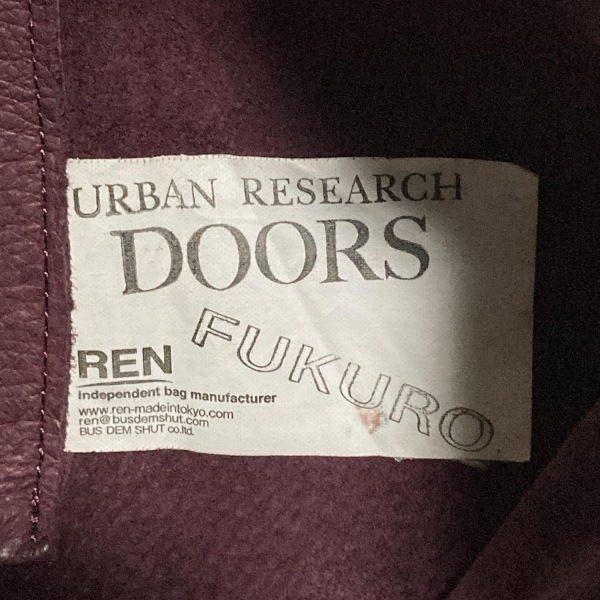 URBAN RESEARCH
DOORS
FUKURO
REN
independent bag manufacturer
www.ren-madeintokyo.com
ren@busdemshut.com
BUS DEM SHUT co.ltd.